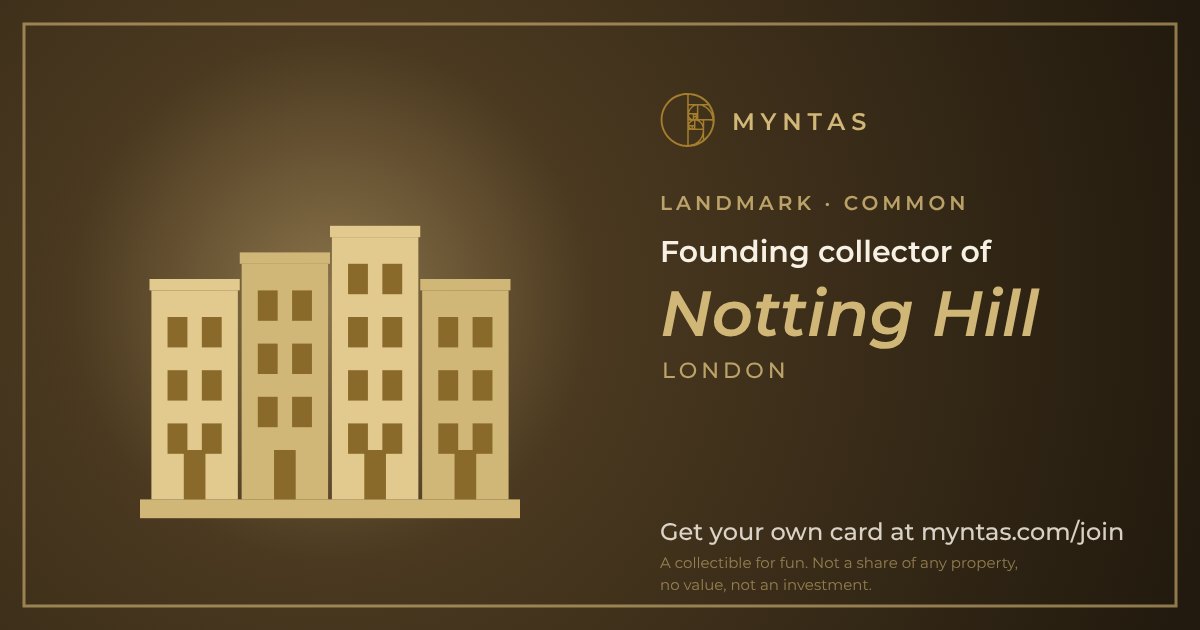 MYNTAS
LANDMARK · COMMON
Founding collector of
Notting Hill
LONDON
Get your own card at myntas.com/join
A collectible for fun. Not a share of any property,
no value, not an investment.